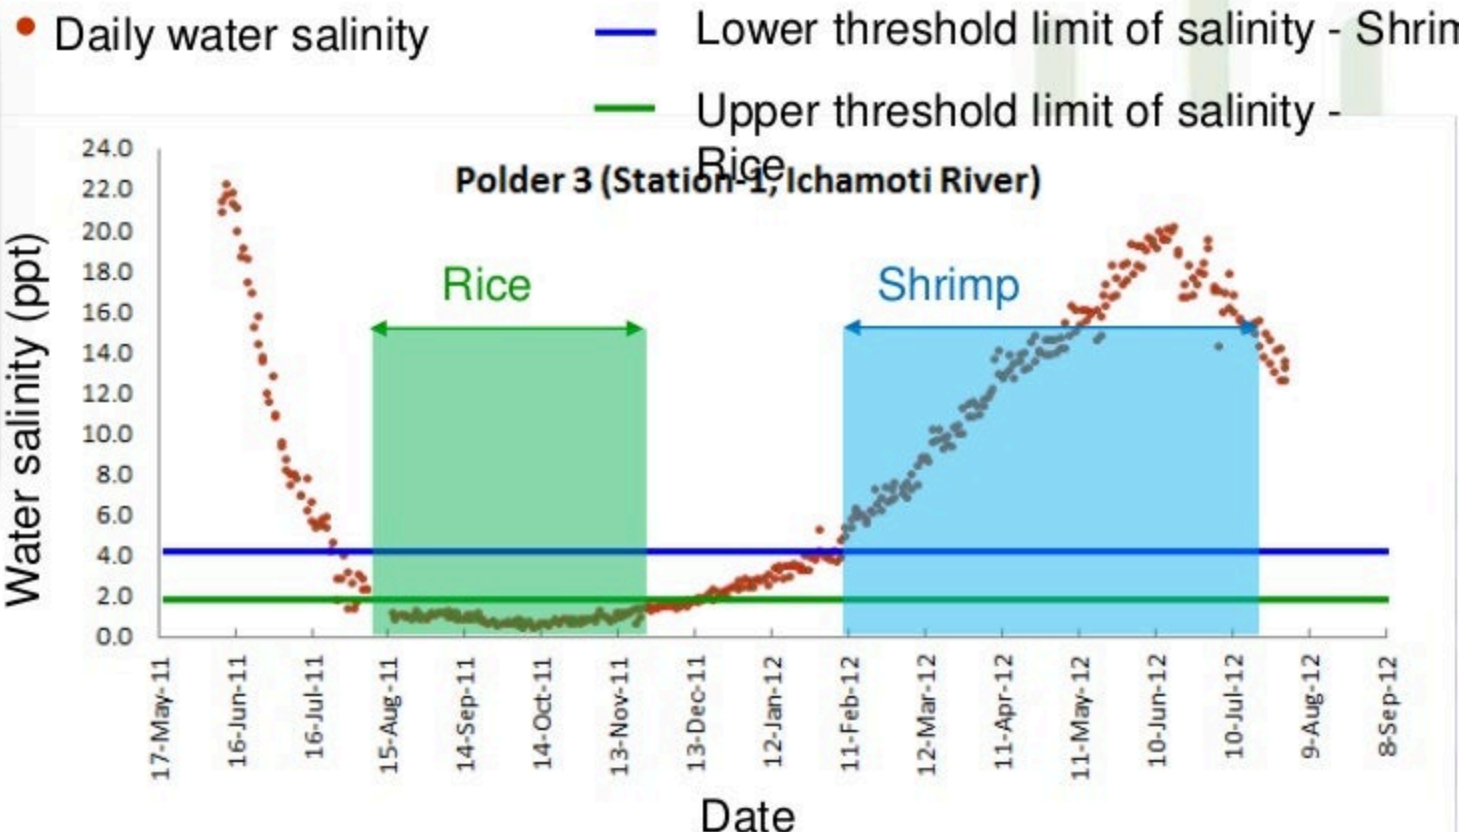 Daily water salinity
Lower threshold limit of salinity - Shrim
Upper threshold limit of salinity -
Rice
Polder 3 (Station-1, Ichamoti River)
Water salinity (ppt)
24.0
22.0
20.0
18.0
16.0
14.0
12.0
10.0
8.0
6.0
4.0
2.0
0.0
Rice
Shrimp
17-May-11
16-Jun-11
16-Jul-11
15-Aug-11
14-Sep-11
14-Oct-11
13-Nov-11
13-Dec-11
12-Jan-12
11-Feb-12
12-Mar-12
11-Apr-12
11-May-12
10-Jun-12
10-Jul-12
9-Aug-12
8-Sep-12
Date